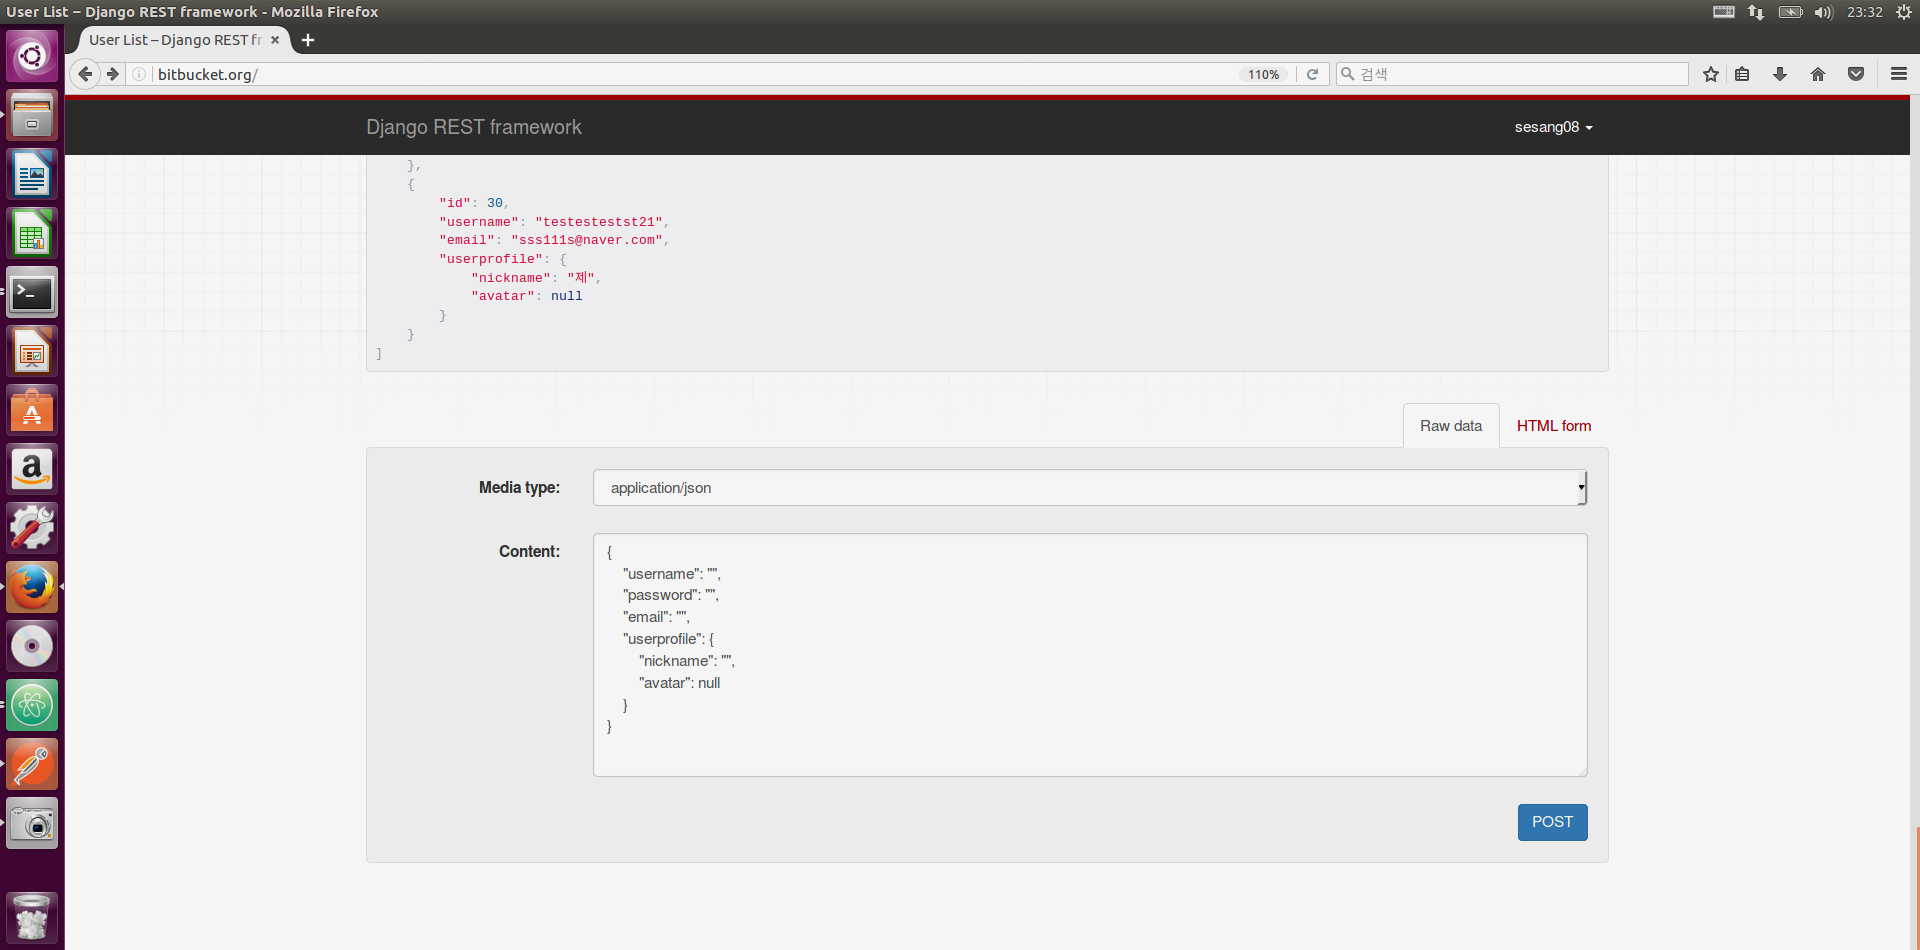 User List – Django REST framework - Mozilla Firefox
23:32
User List – Django REST fr
bitbucket.org/
110%
검색
Django REST framework
sesang08
},
{
"id": 30,
"username": "testestestst21",
"email": "sss111s@naver.com",
"userprofile": {
"nickname": "제",
"avatar": null
}
}
]
Raw data
HTML form
Media type:
application/json
Content:
{
"username": "",
"password": "",
"email": "",
"userprofile": {
"nickname": "",
"avatar": null
}
}
POST